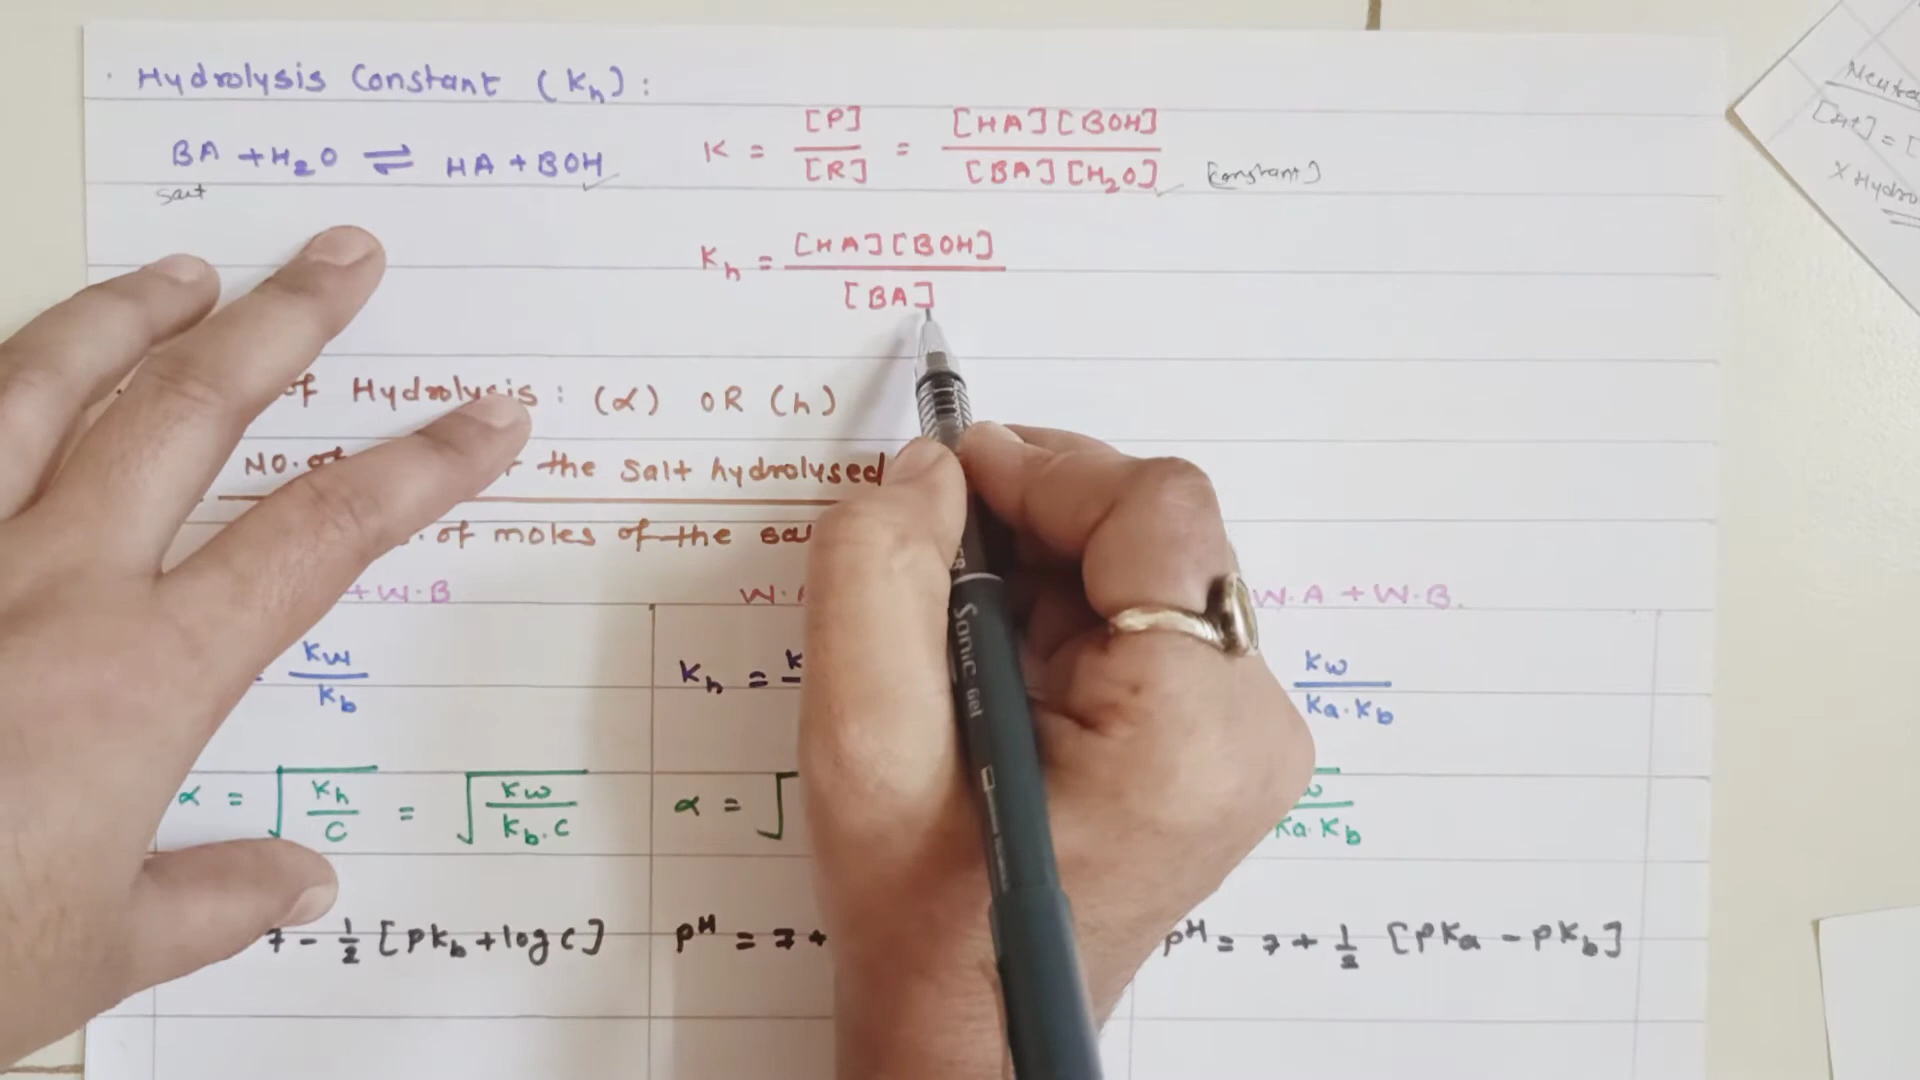 · Hydrolysis Constant (Kh):
BA + H₂O ⇌ HA + BOH
salt
K = [P] / [R] = [HA][BOH] / [BA][H₂O] [Constant]
Kh = [HA][BOH] / [BA]
of Hydrolysis: (α) OR (h)
No. of the salt hydrolysed
of moles of the
+ W.B
W.A + W.B.
Kw / Kb
Kh =
Kw / Ka.Kb
α = √Kh / C = √Kw / Kb.C
α = √
Ka.Kb
7 - 1/2 [PKb + log C]
PH = 7 +
PH = 7 + 1/2 [PKa - PKb]
Sonic Gel
[H+] =
X Hydro